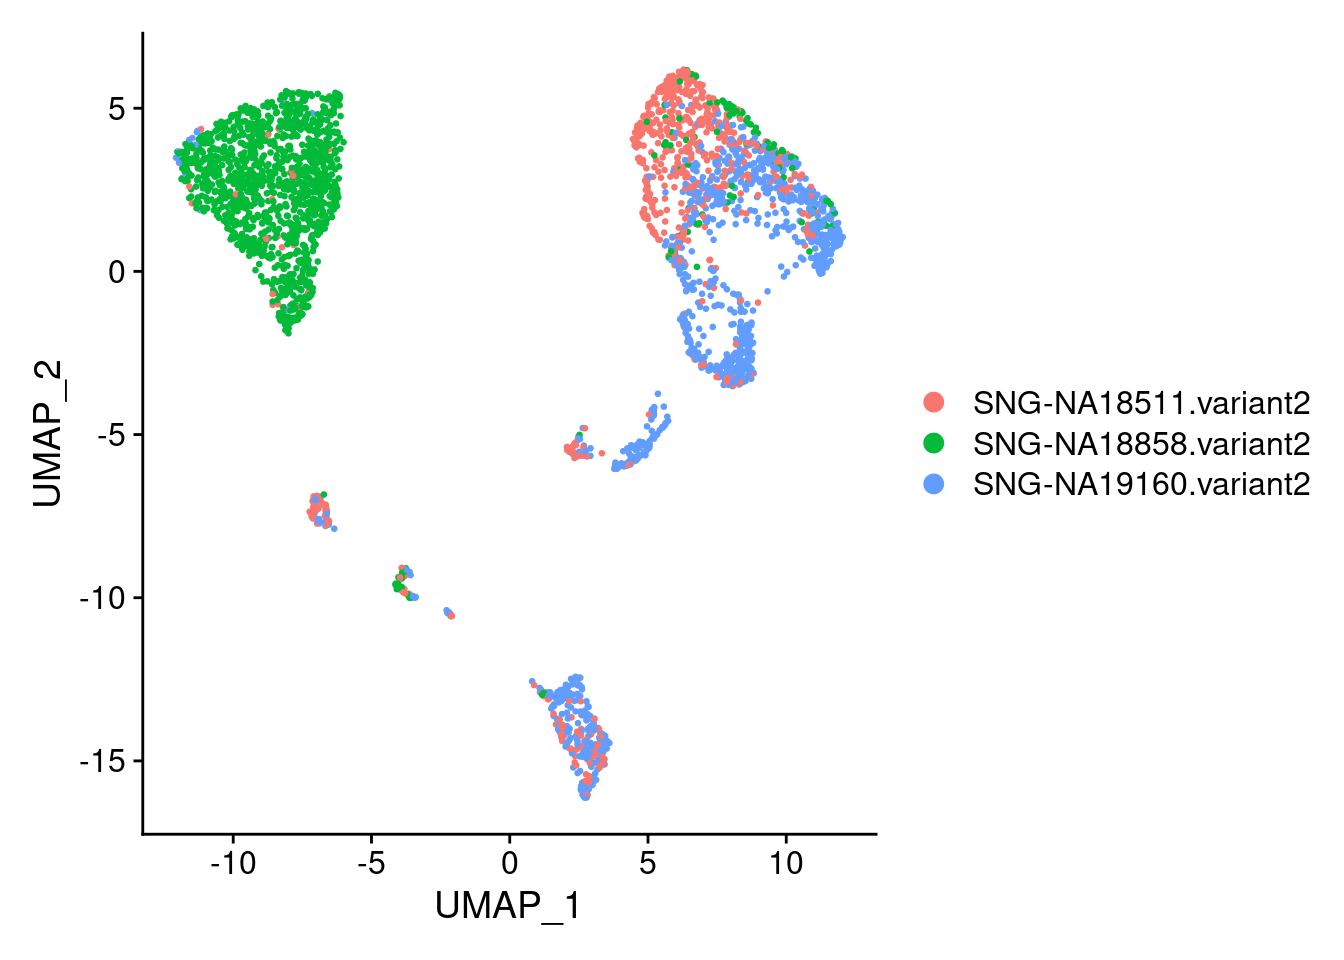 5
0
-5
-10
-15
UMAP_2
-10 -5 0 5 10
UMAP_1
SNG-NA18511.variant2
SNG-NA18858.variant2
SNG-NA19160.variant2